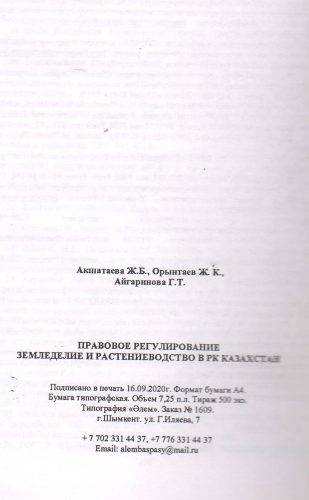 Акшатаева Ж.Б., Орынтаев Ж. К.,
Айгаринова Г.Т.
ПРАВОВОЕ РЕГУЛИРОВАНИЕ
ЗЕМЛЕДЕЛИЕ И РАСТЕНИЕВОДСТВО В РК КАЗАХСТАН
Подписано в печать 16.09.2020г. Формат бумаги А4.
Бумага типографская. Объем 7,25 п.л. Тираж 500 экз.
Типография «Әлем». Заказ № 1609.
г.Шымкент. ул. Г.Иляева, 7
+ 7 702 331 44 37, +7 776 331 44 37
Email: alembaspasy@mail.ru